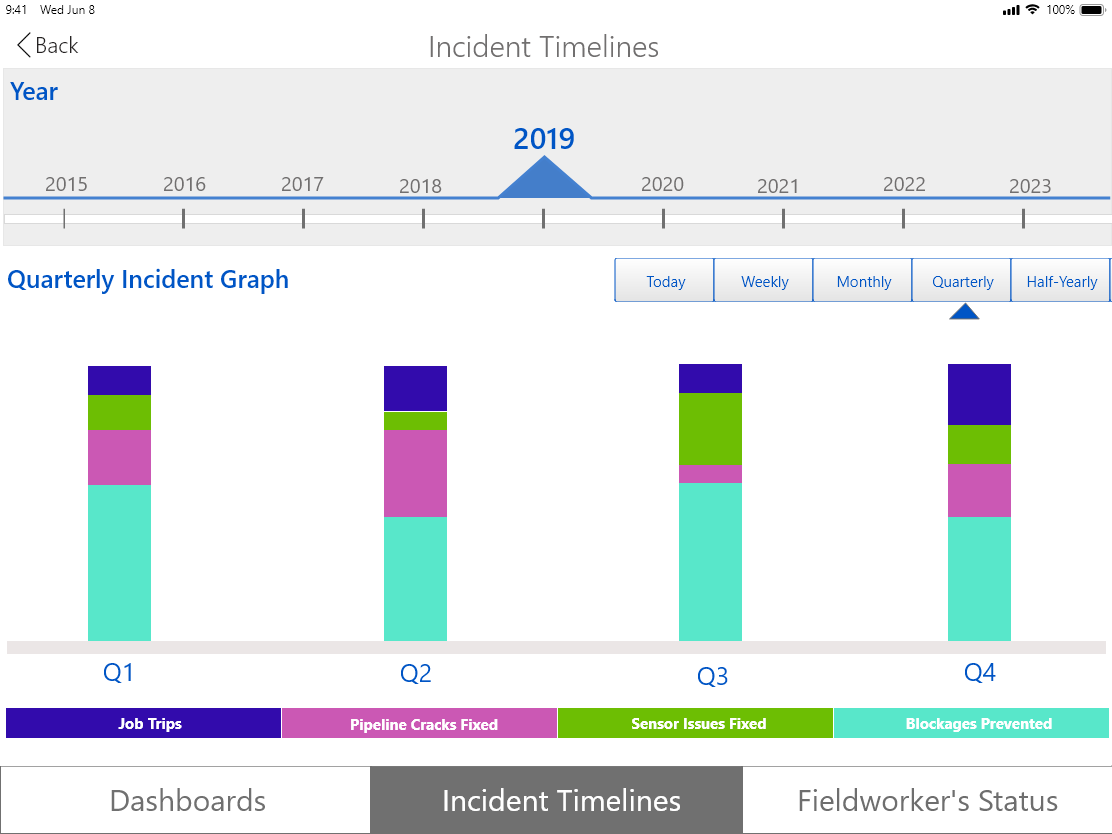 9:41 Wed Jun 8 100%
Back
Incident Timelines
Year
2019
2015 2016 2017 2018 2020 2021 2022 2023
Quarterly Incident Graph
Today Weekly Monthly Quarterly Half-Yearly
Q1 Q2 Q3 Q4
Job Trips Pipeline Cracks Fixed Sensor Issues Fixed Blockages Prevented
Dashboards Incident Timelines Fieldworker's Status